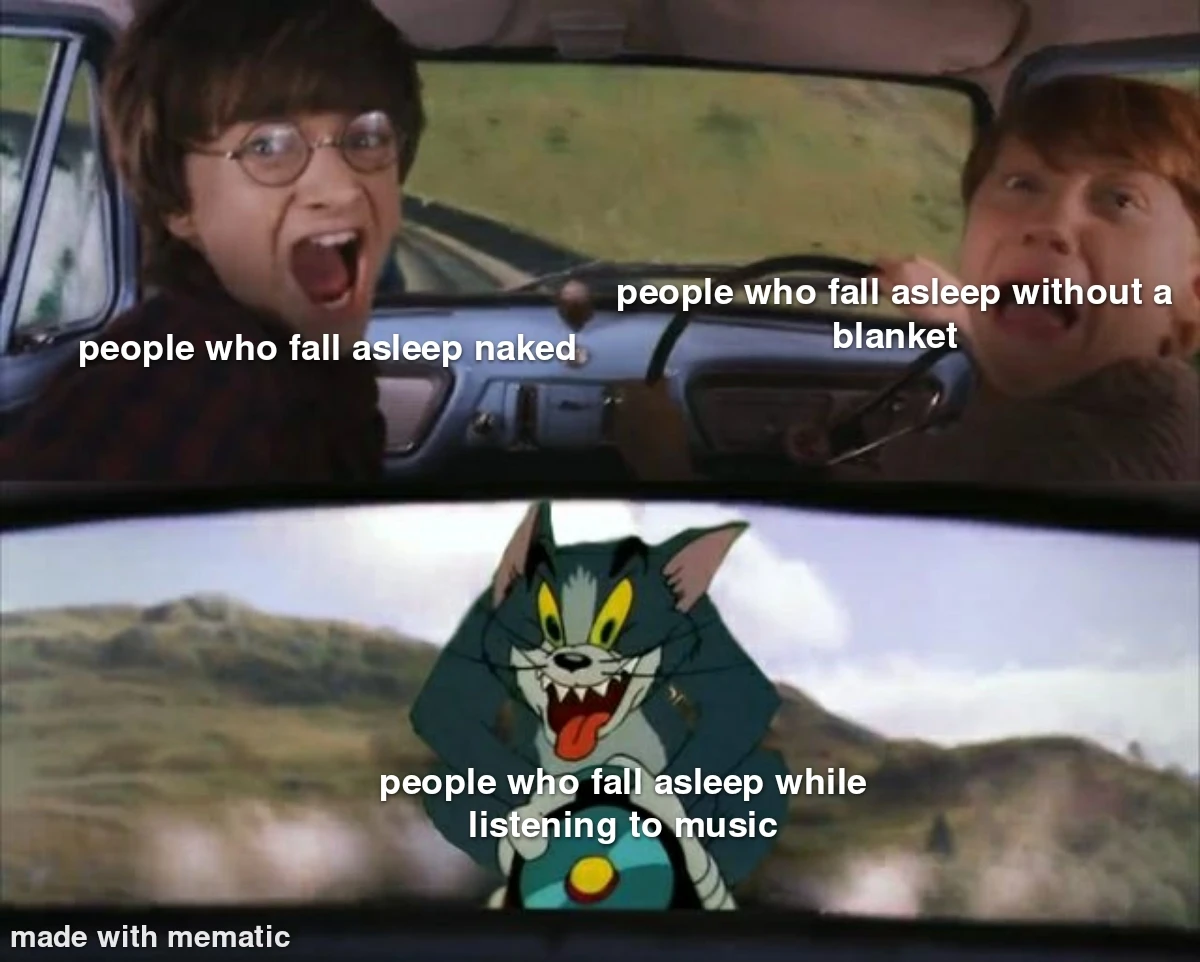 people who fall asleep without a
blanket
people who fall asleep naked
people who fall asleep while
listening to music
made with mematic